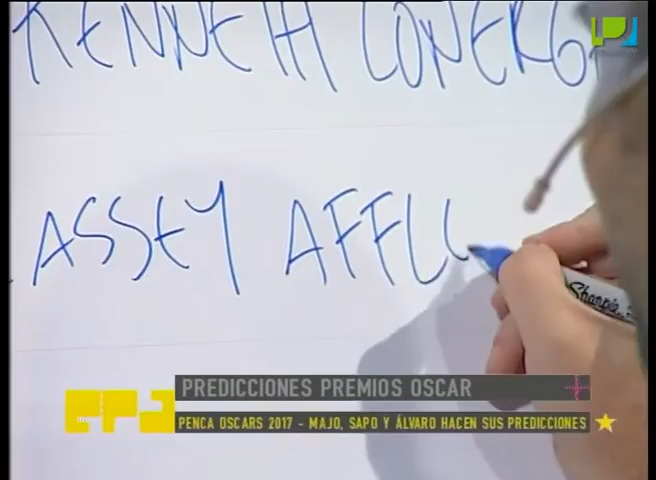 KENNETH LONERG
ASSEY AFFL
Sharpie
PREDICCIONES PREMIOS OSCAR
PENCA OSCARS 2017 - MAJO, SAPO Y ÁLVARO HACEN SUS PREDICCIONES